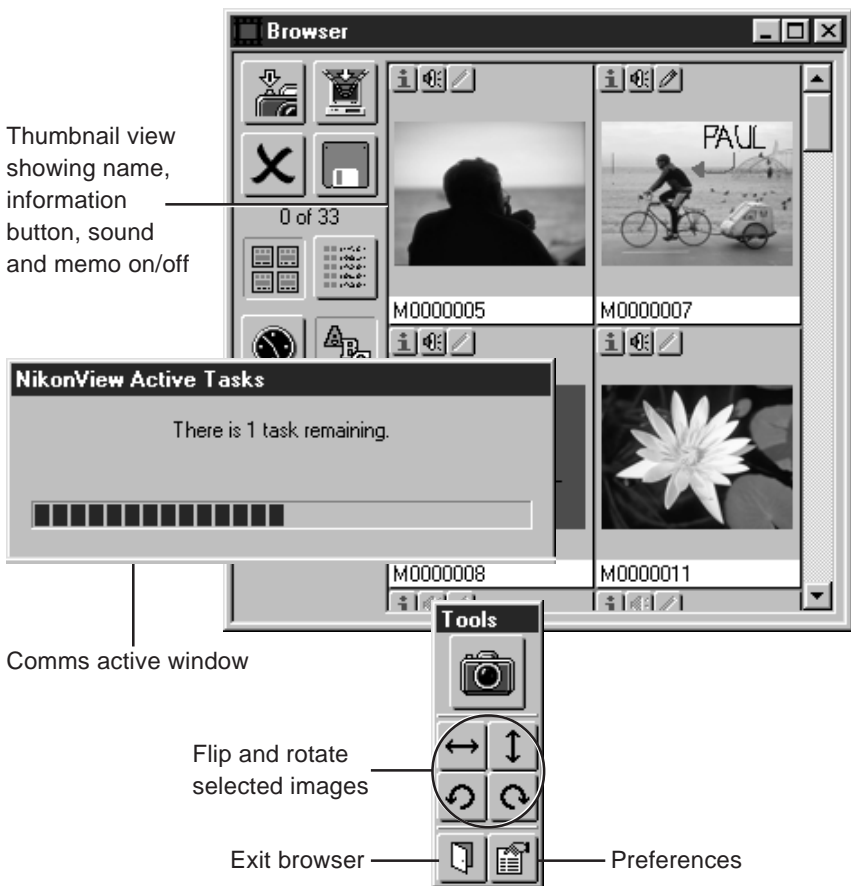 Browser
Thumbnail view
showing name,
information
button, sound
and memo on/off
0 of 33
PAUL
M0000005
M0000007
NikonView Active Tasks
There is 1 task remaining.
M0000008
M0000011
Comms active window
Tools
Flip and rotate
selected images
Exit browser
Preferences